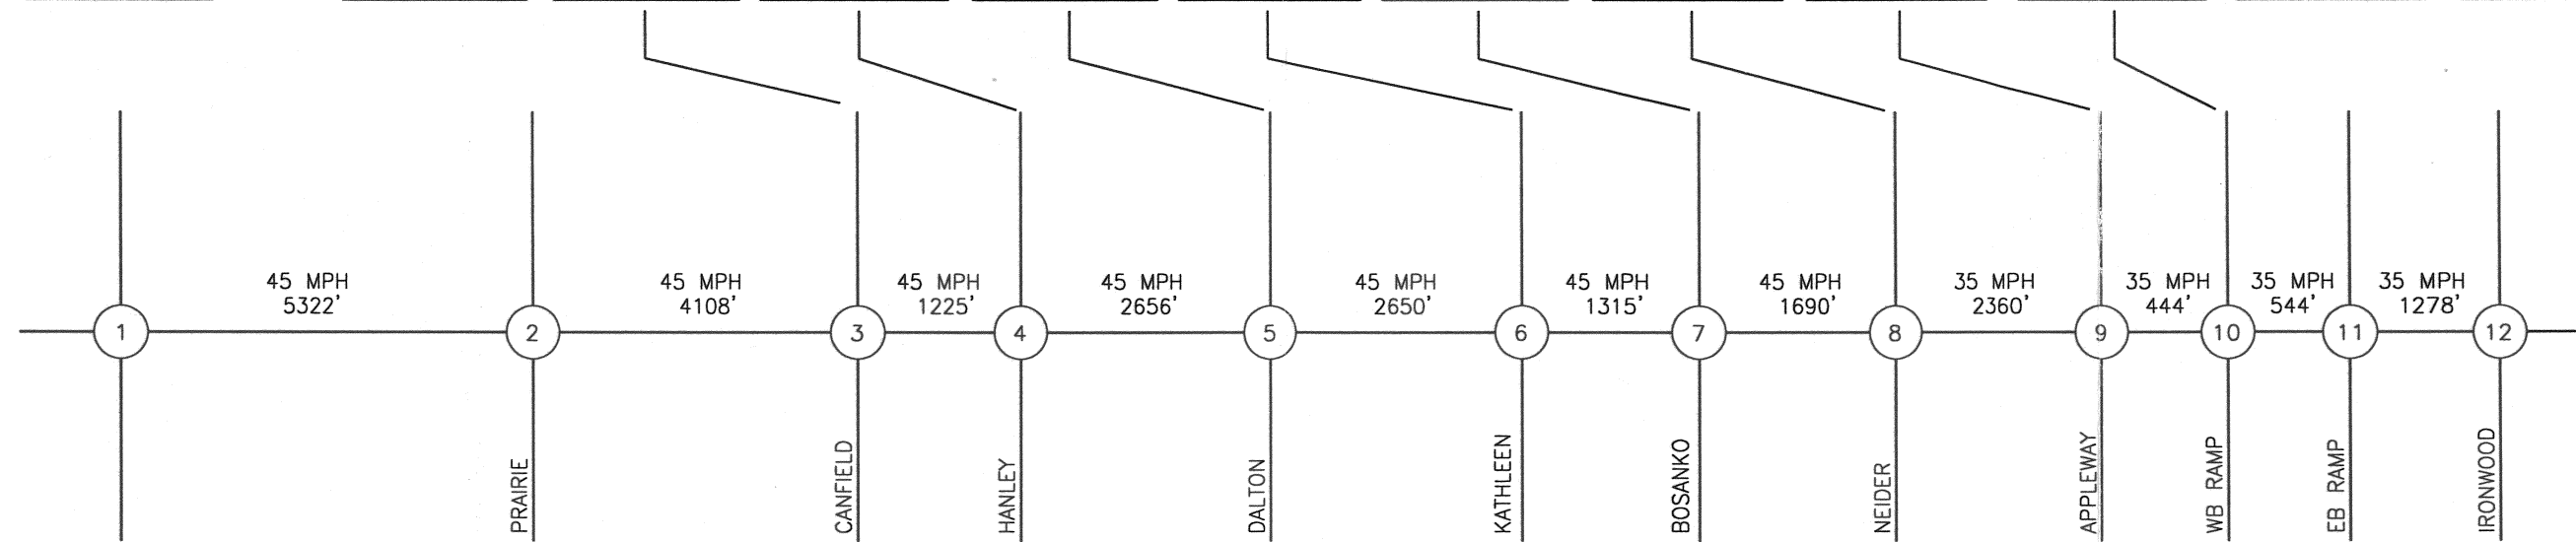 45 MPH
5322'
45 MPH
4108'
45 MPH
1225'
45 MPH
2656'
45 MPH
2650'
45 MPH
1315'
45 MPH
1690'
35 MPH
2360'
35 MPH
444'
35 MPH
544'
35 MPH
1278'
1
2
3
4
5
6
7
8
9
10
11
12
PRAIRIE
CANFIELD
HANLEY
DALTON
KATHLEEN
BOSANKO
NEIDER
APPLEWAY
WB RAMP
EB RAMP
IRONWOOD